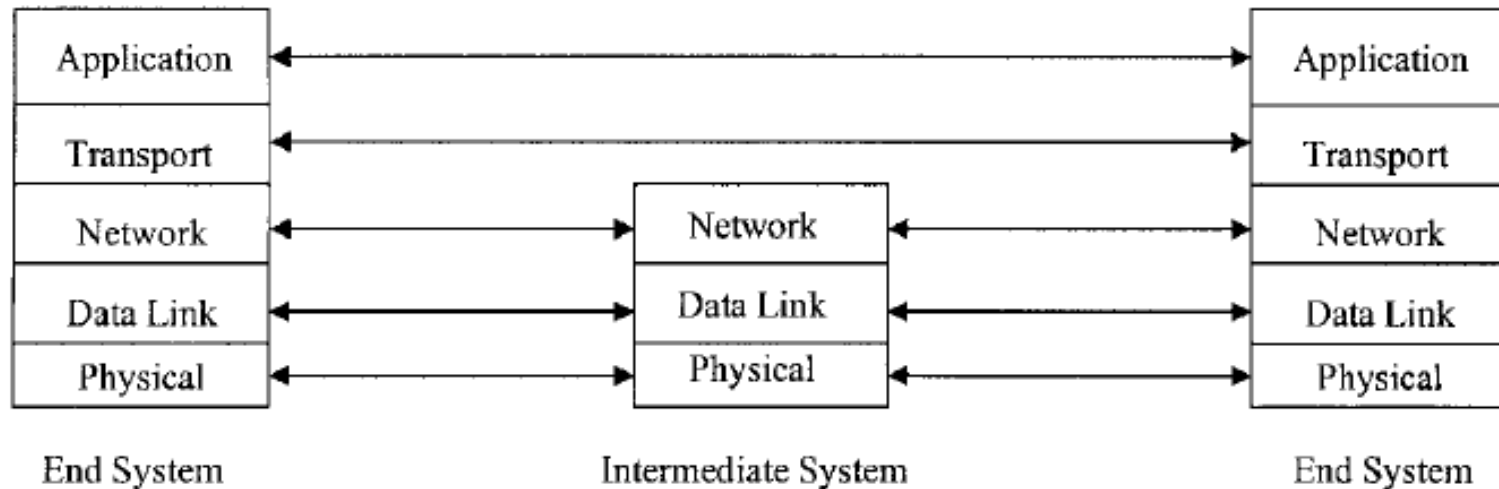 Application
Transport
Network
Data Link
Physical
End System
Network
Data Link
Physical
Intermediate System
Application
Transport
Network
Data Link
Physical
End System